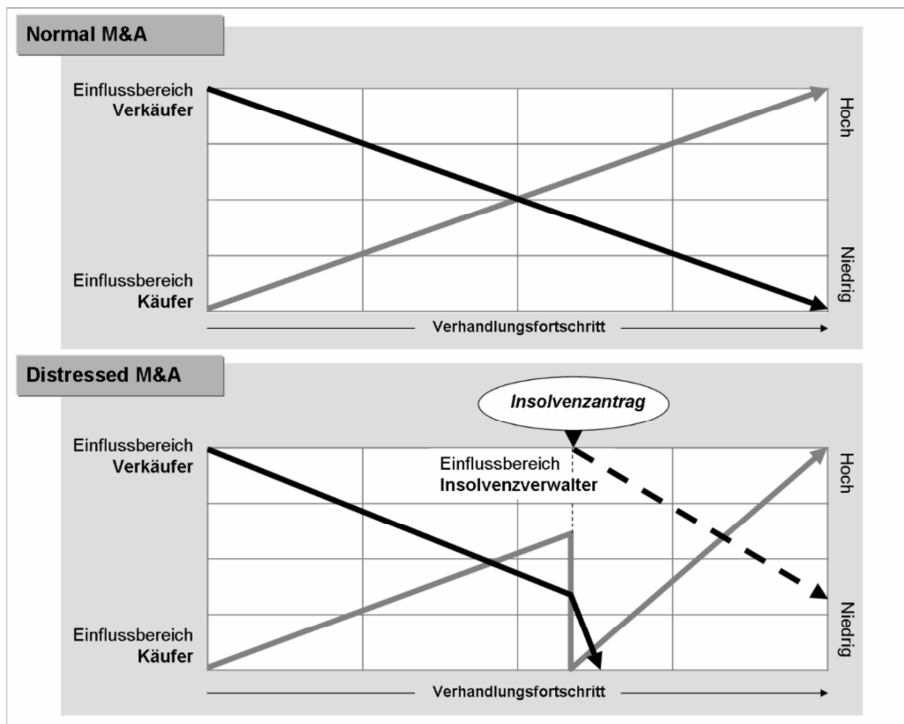 Normal M&A
Einflussbereich
Verkäufer
Hoch
Einflussbereich
Käufer
Niedrig
Verhandlungsfortschritt
Distressed M&A
Insolvenzantrag
Einflussbereich
Verkäufer
Einflussbereich
Insolvenzverwalter
Hoch
Einflussbereich
Käufer
Niedrig
Verhandlungsfortschritt